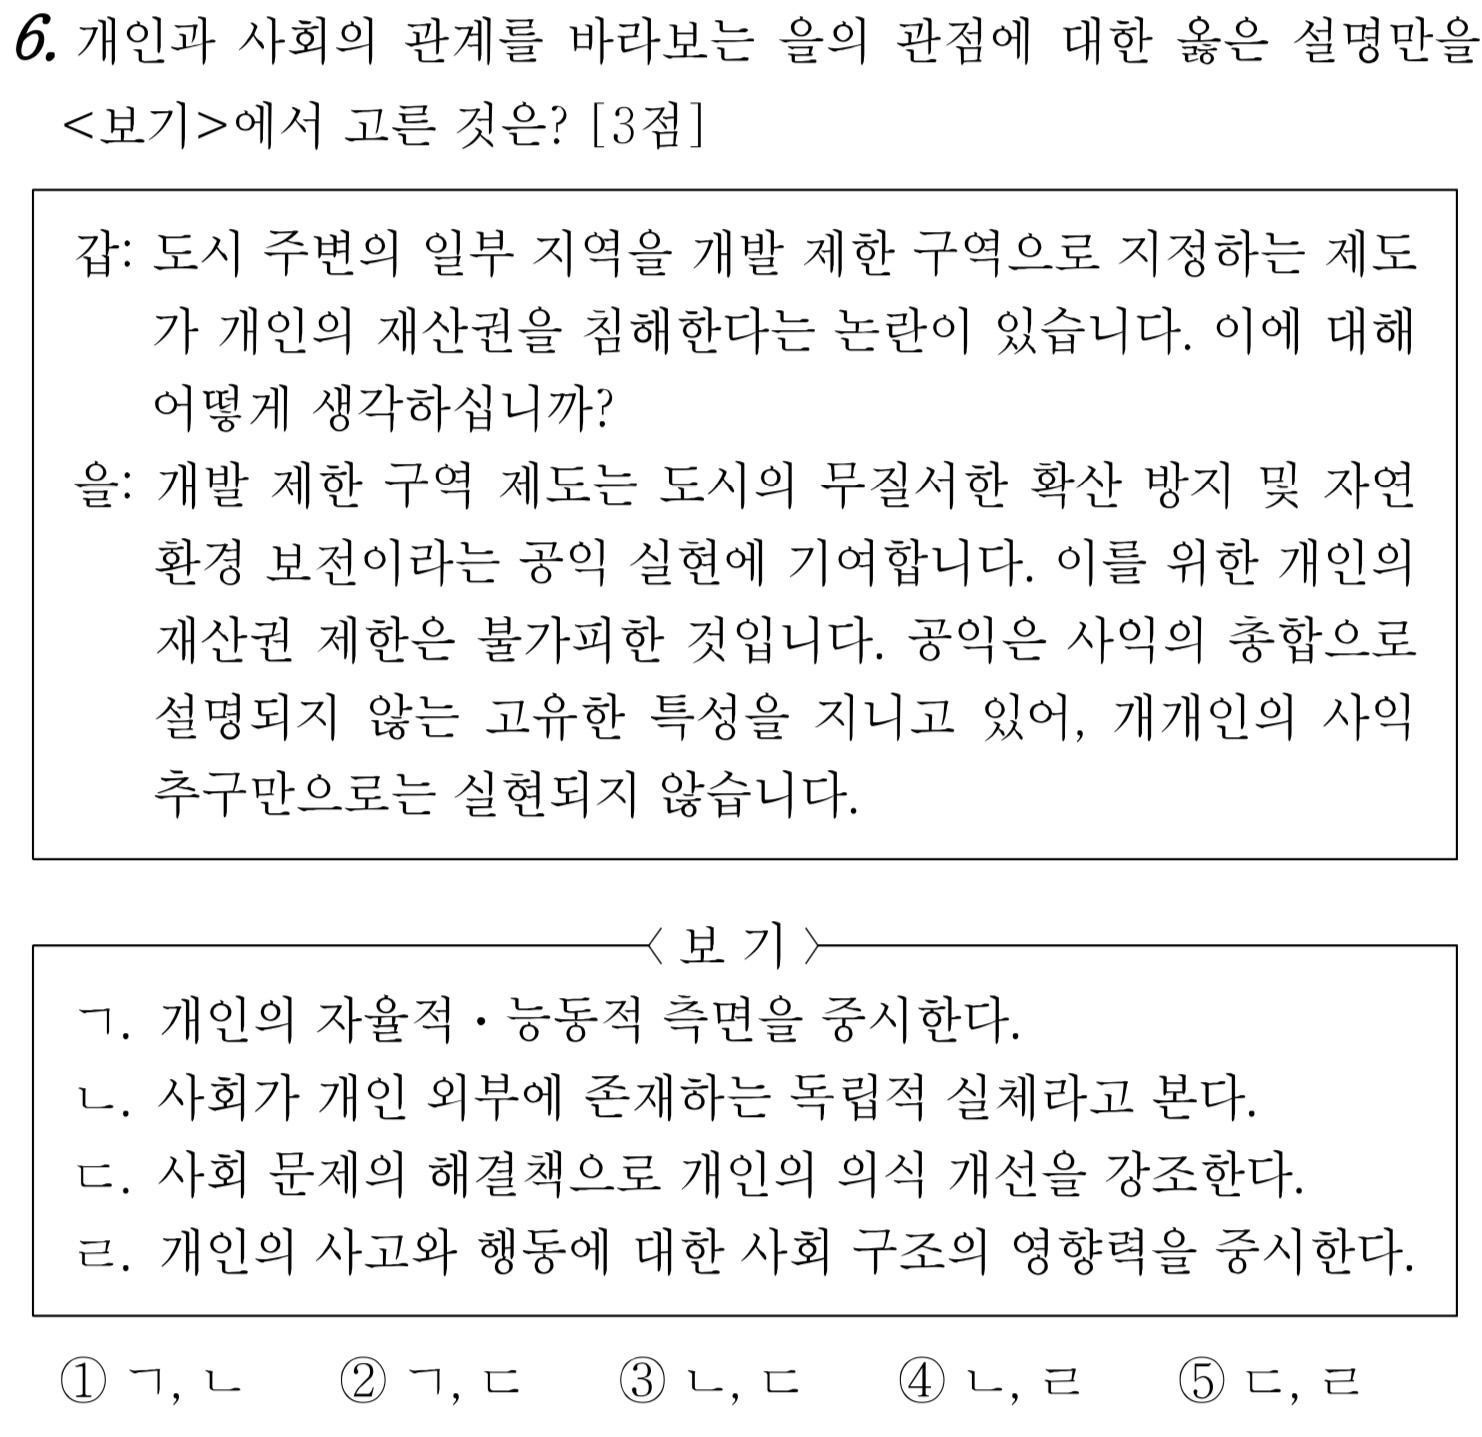 6. 개인과 사회의 관계를 바라보는 을의 관점에 대한 옳은 설명만을
<보기>에서 고른 것은? [3점]
갑: 도시 주변의 일부 지역을 개발 제한 구역으로 지정하는 제도
가 개인의 재산권을 침해한다는 논란이 있습니다. 이에 대해
어떻게 생각하십니까?
을: 개발 제한 구역 제도는 도시의 무질서한 확산 방지 및 자연
환경 보전이라는 공익 실현에 기여합니다. 이를 위한 개인의
재산권 제한은 불가피한 것입니다. 공익은 사익의 총합으로
설명되지 않는 고유한 특성을 지니고 있어, 개개인의 사익
추구만으로는 실현되지 않습니다.
<보 기>
ㄱ. 개인의 자율적・능동적 측면을 중시한다.
ㄴ. 사회가 개인 외부에 존재하는 독립적 실체라고 본다.
ㄷ. 사회 문제의 해결책으로 개인의 의식 개선을 강조한다.
ㄹ. 개인의 사고와 행동에 대한 사회 구조의 영향력을 중시한다.
① ㄱ, ㄴ ② ㄱ, ㄷ ③ ㄴ, ㄷ ④ ㄴ, ㄹ ⑤ ㄷ, ㄹ